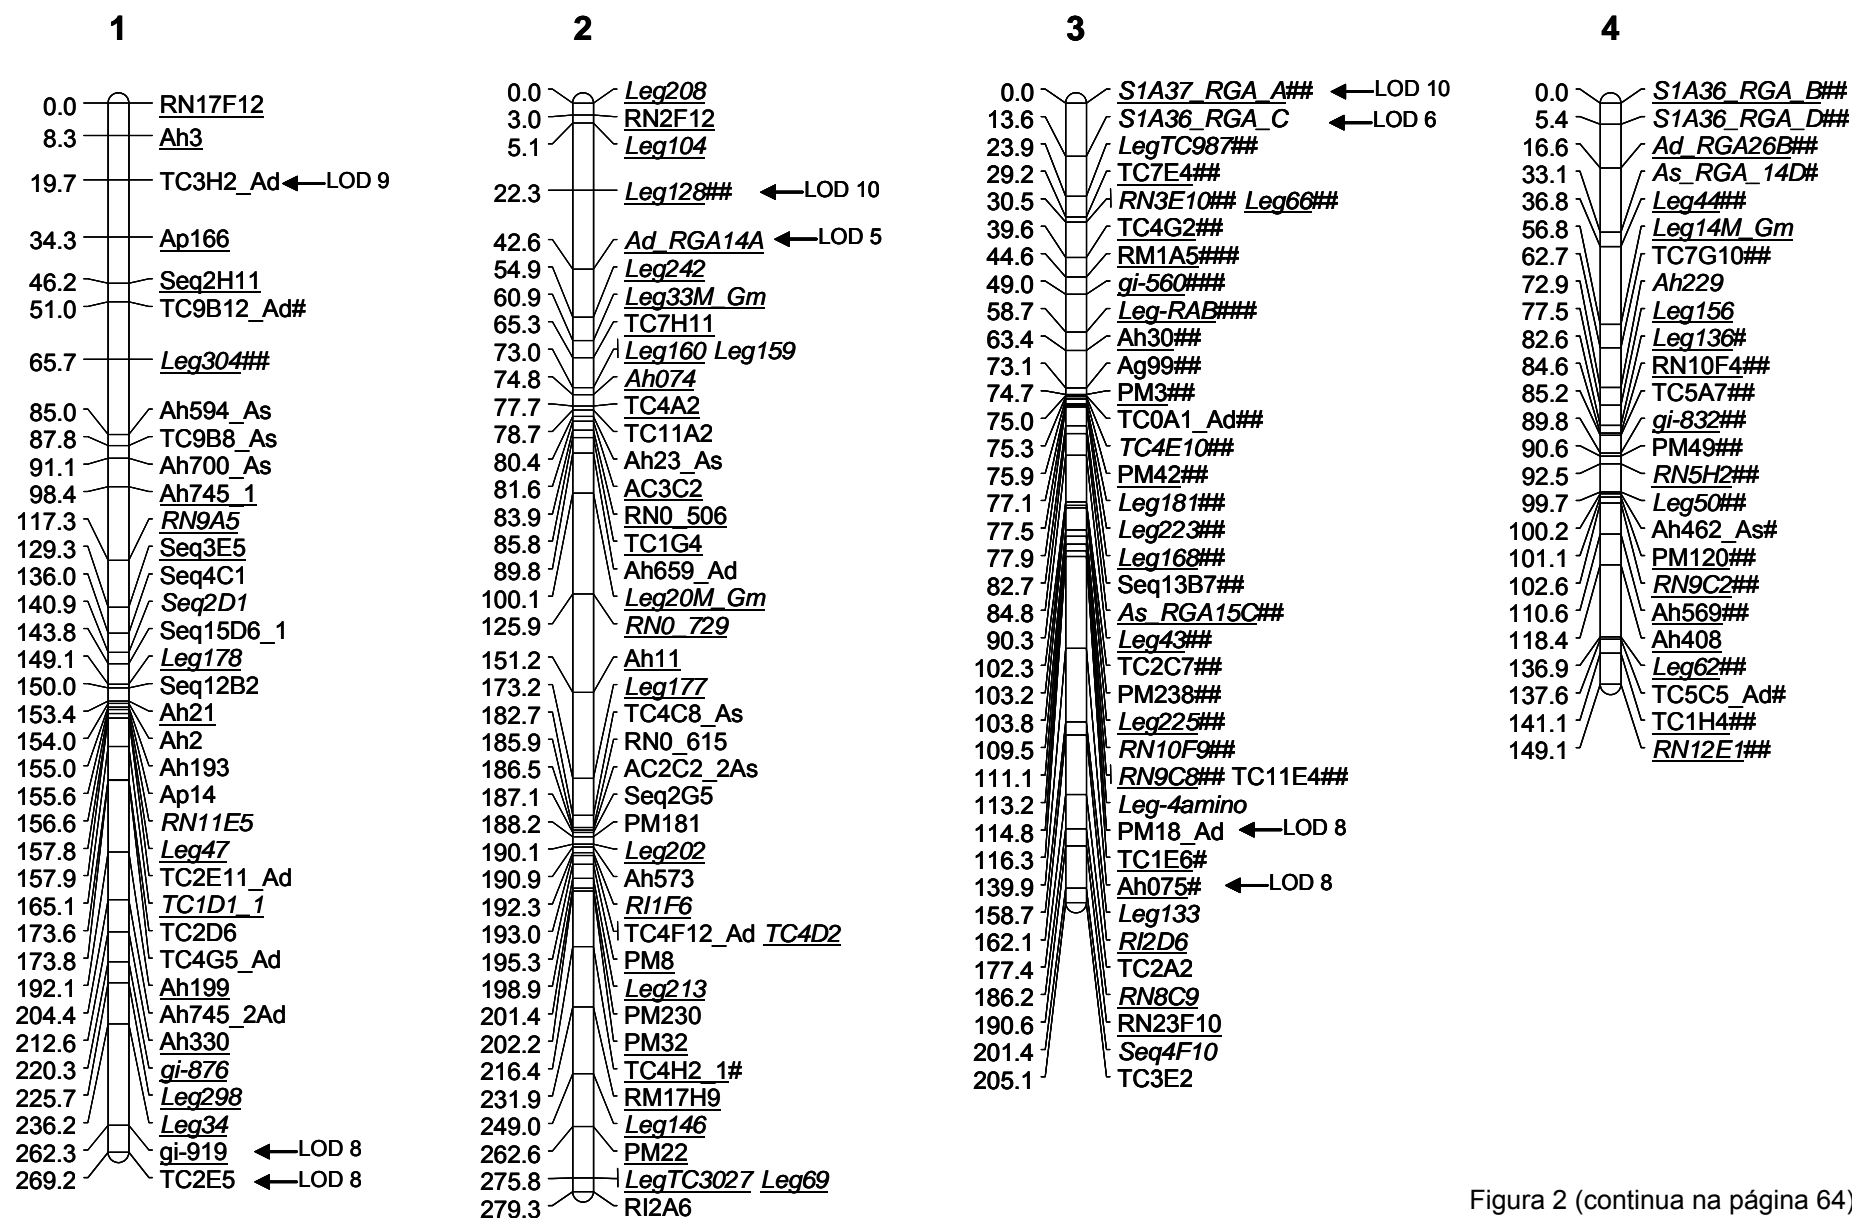 1
0.0 RN17F12
8.3 Ah3
19.7 TC3H2_Ad LOD 9
34.3 Ap166
46.2 Seq2H11
51.0 TC9B12_Ad#
65.7 Leg304##
85.0 Ah594_As
87.8 TC9B8_As
91.1 Ah700_As
98.4 Ah745_1
117.3 RN9A5
129.3 Seq3E5
136.0 Seq4C1
140.9 Seq2D1
143.8 Seq15D6_1
149.1 Leg178
150.0 Seq12B2
153.4 Ah21
154.0 Ah2
155.0 Ah193
155.6 Ap14
156.6 RN11E5
157.8 Leg47
157.9 TC2E11_Ad
165.1 TC1D1_1
173.6 TC2D6
173.8 TC4G5_Ad
192.1 Ah199
204.4 Ah745_2Ad
212.6 Ah330
220.3 gi-876
225.7 Leg298
236.2 Leg34
262.3 gi-919 LOD 8
269.2 TC2E5 LOD 8
2
0.0 Leg208
3.0 RN2F12
5.1 Leg104
22.3 Leg128## LOD 10
42.6 Ad_RGA14A LOD 5
54.9 Leg242
60.9 Leg33M_Gm
65.3 TC7H11
73.0 Leg160 Leg159
74.8 Ah074
77.7 TC4A2
78.7 TC11A2
80.4 Ah23_As
81.6 AC3C2
83.9 RN0_506
85.8 TC1G4
89.8 Ah659_Ad
100.1 Leg20M_Gm
125.9 RN0_729
151.2 Ah11
173.2 Leg177
182.7 TC4C8_As
185.9 RN0_615
186.5 AC2C2_2As
187.1 Seq2G5
188.2 PM181
190.1 Leg202
190.9 Ah573
192.3 RI1F6
193.0 TC4F12_Ad TC4D2
195.3 PM8
198.9 Leg213
201.4 PM230
202.2 PM32
216.4 TC4H2_1#
231.9 RM17H9
249.0 Leg146
262.6 PM22
275.8 LegTC3027 Leg69
279.3 RI2A6
3
0.0 S1A37_RGA_A## LOD 10
13.6 S1A36_RGA_C LOD 6
23.9 LegTC987##
29.2 TC7E4##
30.5 RN3E10## Leg66##
39.6 TC4G2##
44.6 RM1A5###
49.0 gi-560###
58.7 Leg-RAB###
63.4 Ah30##
73.1 Ag99##
74.7 PM3##
75.0 TC0A1_Ad##
75.3 TC4E10##
75.9 PM42##
77.1 Leg181##
77.5 Leg223##
77.9 Leg168##
82.7 Seq13B7##
84.8 As_RGA15C##
90.3 Leg43##
102.3 TC2C7##
103.2 PM238##
103.8 Leg225##
109.5 RN10F9##
111.1 RN9C8## TC11E4##
113.2 Leg-4amino
114.8 PM18_Ad LOD 8
116.3 TC1E6#
139.9 Ah075# LOD 8
158.7 Leg133
162.1 RI2D6
177.4 TC2A2
186.2 RN8C9
190.6 RN23F10
201.4 Seq4F10
205.1 TC3E2
4
0.0 S1A36_RGA_B##
5.4 S1A36_RGA_D##
16.6 Ad_RGA26B##
33.1 As_RGA_14D#
36.8 Leg44##
56.8 Leg14M_Gm
62.7 TC7G10##
72.9 Ah229
77.5 Leg156
82.6 Leg136#
84.6 RN10F4##
85.2 TC5A7##
89.8 gi-832##
90.6 PM49##
92.5 RN5H2##
99.7 Leg50##
100.2 Ah462_As#
101.1 PM120##
102.6 RN9C2##
110.6 Ah569##
118.4 Ah408
136.9 Leg62##
137.6 TC5C5_Ad#
141.1 TC1H4##
149.1 RN12E1##
Figura 2 (continua na página 64)